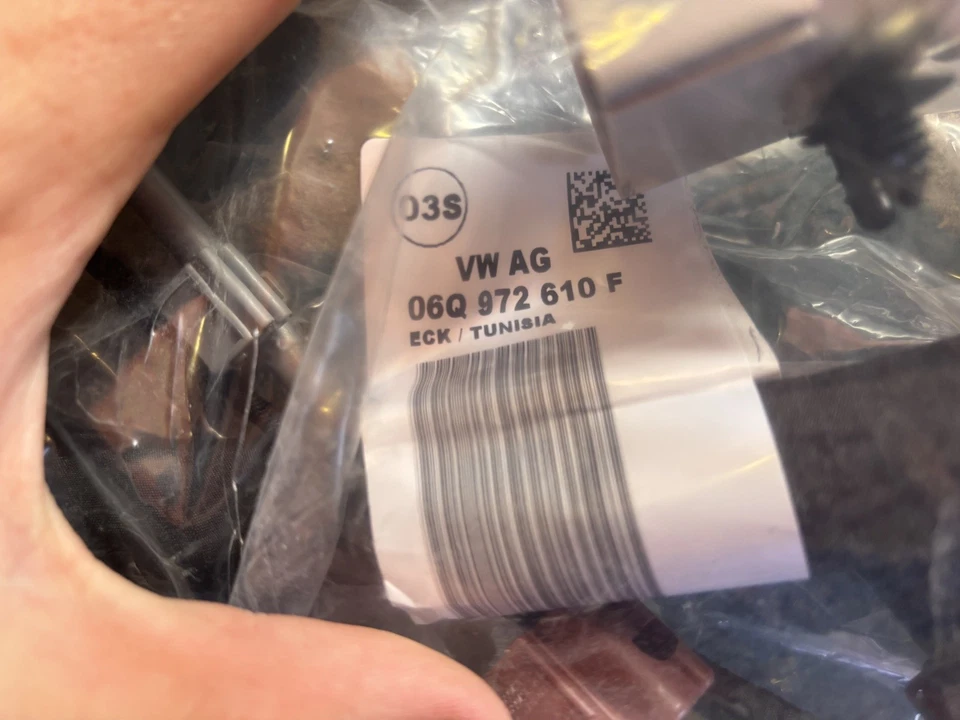 03S
VW AG
06Q 972 610 F
ECK / TUNISIA